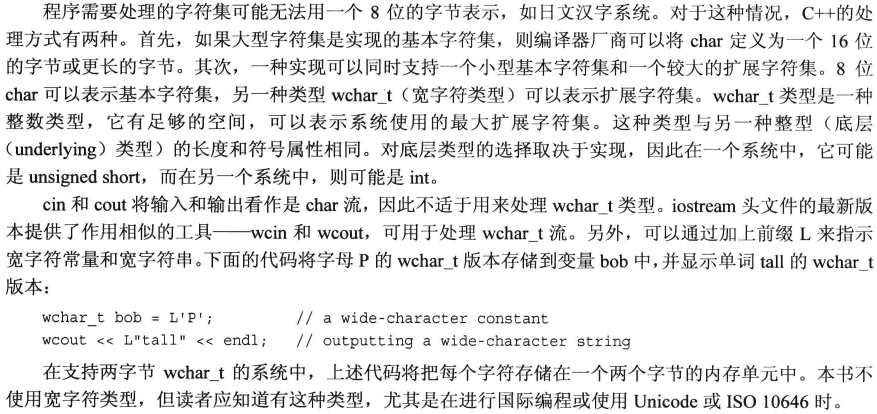 程序需要处理的字符集可能无法用一个 8 位的字节表示，如日文汉字系统。对于这种情况，C++的处
理方式有两种。首先，如果大型字符集是实现的基本字符集，则编译器厂商可以将 char 定义为一个 16 位
的字节或更长的字节。其次，一种实现可以同时支持一个小型基本字符集和一个较大的扩展字符集。8 位
char 可以表示基本字符集，另一种类型 wchar_t（宽字符类型）可以表示扩展字符集。wchar_t 类型是一种
整数类型，它有足够的空间，可以表示系统使用的最大扩展字符集。这种类型与另一种整型（底层
（underlying）类型）的长度和符号属性相同。对底层类型的选择取决于实现，因此在一个系统中，它可能
是 unsigned short，而在另一个系统中，则可能是 int。
cin 和 cout 将输入和输出看作是 char 流，因此不适于用来处理 wchar_t 类型。iostream 头文件的最新版
本提供了作用相似的工具——wcin 和 wcout，可用于处理 wchar_t 流。另外，可以通过加上前缀 L 来指示
宽字符常量和宽字符串。下面的代码将字母 P 的 wchar_t 版本存储到变量 bob 中，并显示单词 tall 的 wchar_t
版本：
wchar_t bob = L'P'; // a wide-character constant
wcout << L"tall" << endl; // outputting a wide-character string
在支持两字节 wchar_t 的系统中，上述代码将把每个字符存储在一个两个字节的内存单元中。本书不
使用宽字符类型，但读者应知道有这种类型，尤其是在进行国际编程或使用 Unicode 或 ISO 10646 时。